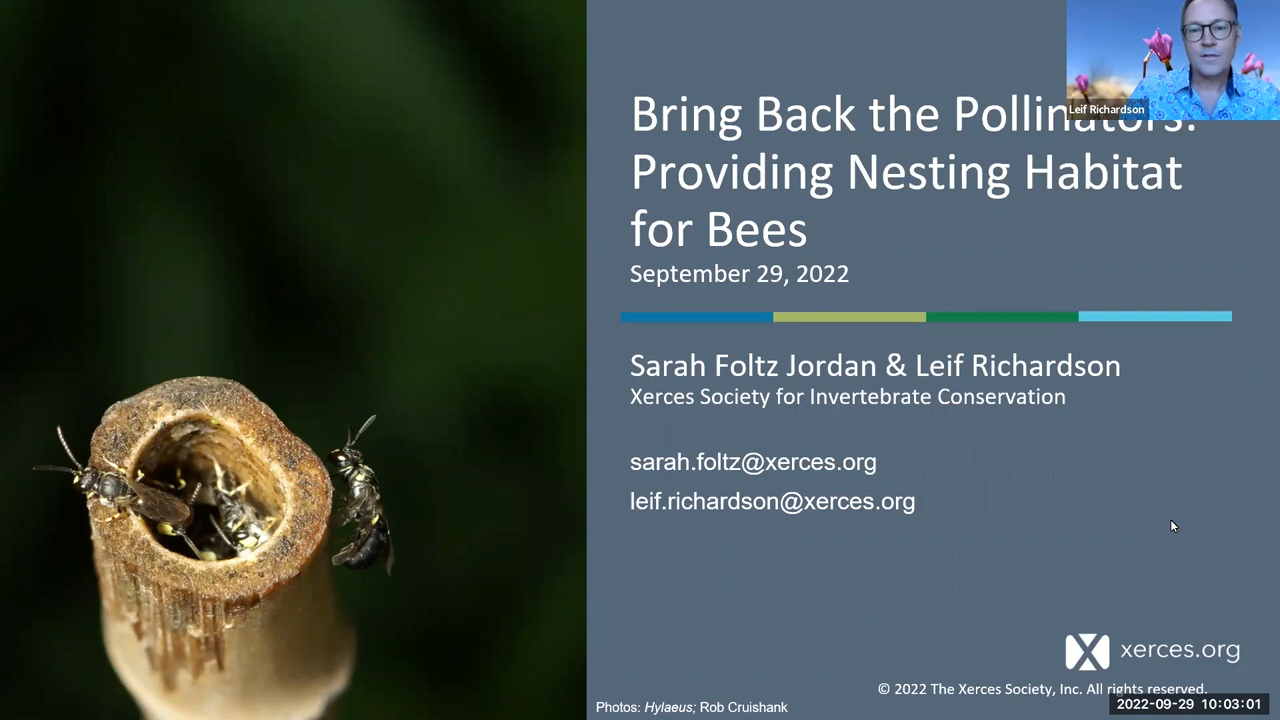 Leif Richardson
Bring Back the Pollinators:
Providing Nesting Habitat
for Bees
September 29, 2022
Sarah Foltz Jordan & Leif Richardson
Xerces Society for Invertebrate Conservation
sarah.foltz@xerces.org
leif.richardson@xerces.org
xerces.org
© 2022 The Xerces Society, Inc. All rights reserved.
Photos: Hylaeus; Rob Cruishank
2022-09-29 10:03:01